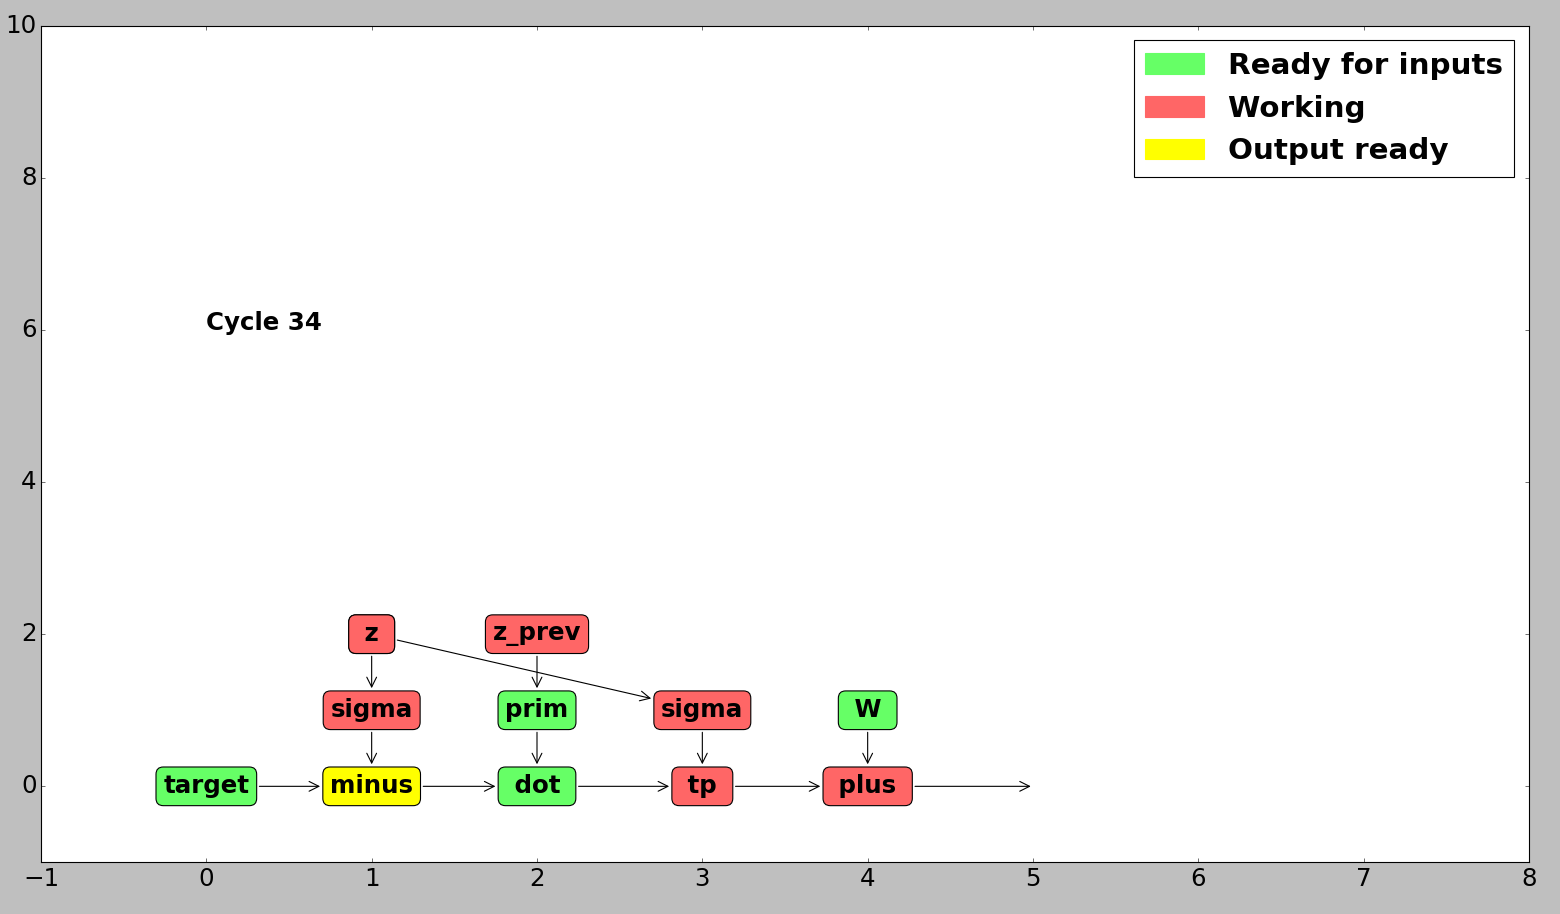 10
8
6
4
2
0
Ready for inputs
Working
Output ready
Cycle 34
z
z_prev
sigma
prim
sigma
W
target
minus
dot
tp
plus
−1 0 1 2 3 4 5 6 7 8